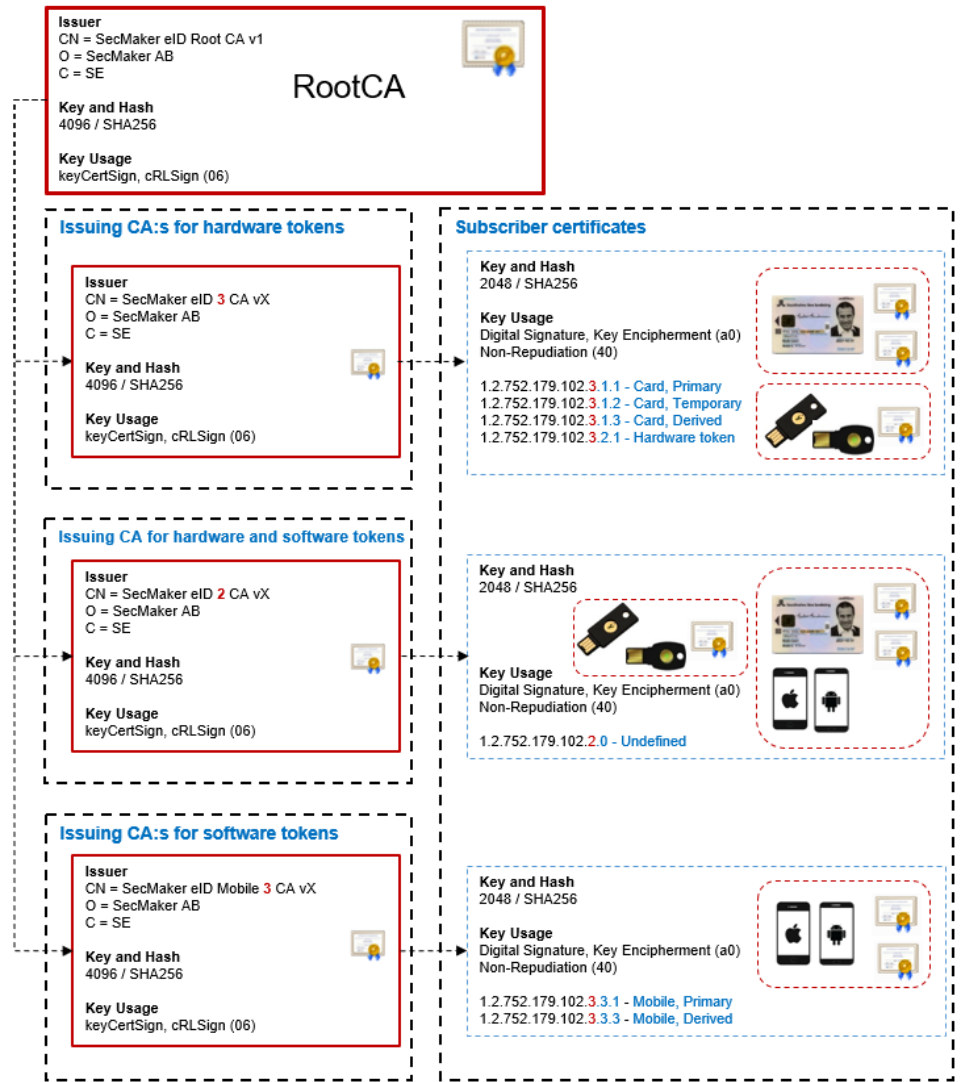 Issuer
CN = SecMaker eID Root CA v1
O = SecMaker AB
C = SE
RootCA
Key and Hash
4096 / SHA256
Key Usage
keyCertSign, cRLSign (06)
Issuing CA:s for hardware tokens
Issuer
CN = SecMaker eID 3 CA vX
O = SecMaker AB
C = SE
Key and Hash
4096 / SHA256
Key Usage
keyCertSign, cRLSign (06)
Subscriber certificates
Key and Hash
2048 / SHA256
Key Usage
Digital Signature, Key Encipherment (a0)
Non-Repudiation (40)
1.2.752.179.102.3.1.1 - Card, Primary
1.2.752.179.102.3.1.2 - Card, Temporary
1.2.752.179.102.3.1.3 - Card, Derived
1.2.752.179.102.3.2.1 - Hardware token
Issuing CA for hardware and software tokens
Issuer
CN = SecMaker eID 2 CA vX
O = SecMaker AB
C = SE
Key and Hash
4096 / SHA256
Key Usage
keyCertSign, cRLSign (06)
Key and Hash
2048 / SHA256
Key Usage
Digital Signature, Key Encipherment (a0)
Non-Repudiation (40)
1.2.752.179.102.2.0 - Undefined
Issuing CA:s for software tokens
Issuer
CN = SecMaker eID Mobile 3 CA vX
O = SecMaker AB
C = SE
Key and Hash
4096 / SHA256
Key Usage
keyCertSign, cRLSign (06)
Key and Hash
2048 / SHA256
Key Usage
Digital Signature, Key Encipherment (a0)
Non-Repudiation (40)
1.2.752.179.102.3.3.1 - Mobile, Primary
1.2.752.179.102.3.3.3 - Mobile, Derived